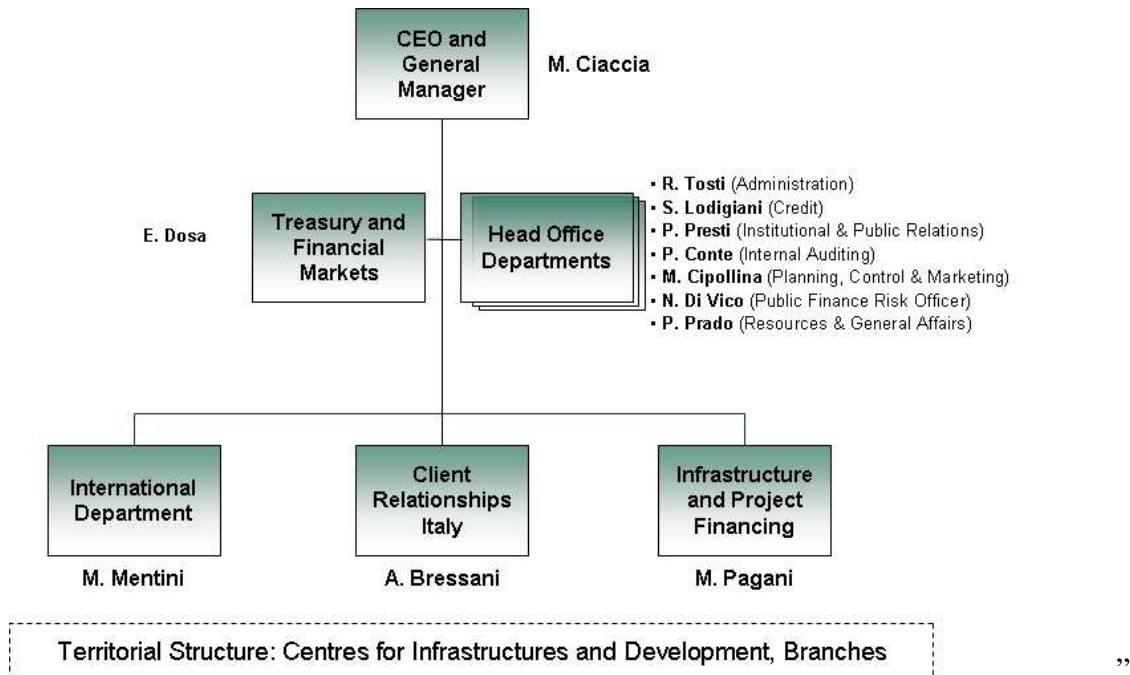 CEO and
General
Manager
M. Ciaccia
E. Dosa
Treasury and
Financial
Markets
Head Office
Departments
• R. Tosti (Administration)
• S. Lodigiani (Credit)
• P. Presti (Institutional & Public Relations)
• P. Conte (Internal Auditing)
• M. Cipollina (Planning, Control & Marketing)
• N. Di Vico (Public Finance Risk Officer)
• P. Prado (Resources & General Affairs)
International
Department
M. Mentini
Client
Relationships
Italy
A. Bressani
Infrastructure
and Project
Financing
M. Pagani
Territorial Structure: Centres for Infrastructures and Development, Branches
”